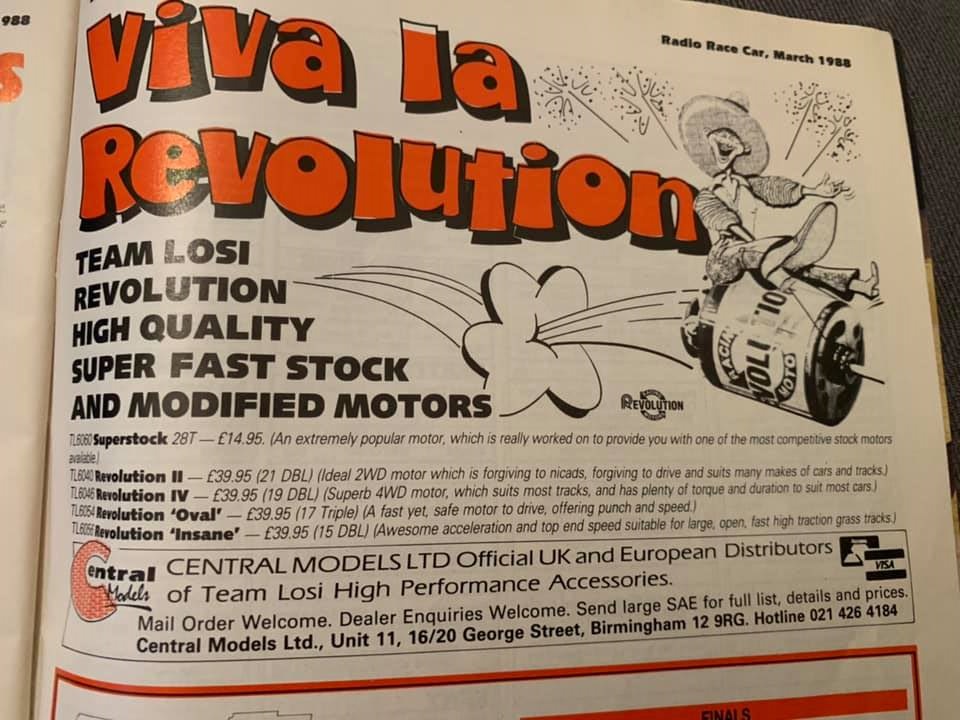 988
S
Radio Race Car, March 1988
Viva la
Revolution
TEAM LOSI
REVOLUTION
HIGH QUALITY
SUPER FAST STOCK
AND MODIFIED MOTORS
REVOLUTION
TL6060 Superstock 28T — £14.95. (An extremely popular motor, which is really worked on to provide you with one of the most competitive stock motors
available.)
TL6040 Revolution II — £39.95 (21 DBL) (Ideal 2WD motor which is forgiving to nicads, forgiving to drive and suits many makes of cars and tracks.)
TL6046 Revolution IV — £39.95 (19 DBL) (Superb 4WD motor, which suits most tracks, and has plenty of torque and duration to suit most cars.)
TL6054 Revolution 'Oval' — £39.95 (17 Triple) (A fast yet, safe motor to drive, offering punch and speed.)
TL6056 Revolution 'Insane' — £39.95 (15 DBL) (Awesome acceleration and top end speed suitable for large, open, fast high traction grass tracks.)
Central
Models
CENTRAL MODELS LTD Official UK and European Distributors
of Team Losi High Performance Accessories.
VISA
Mail Order Welcome. Dealer Enquiries Welcome. Send large SAE for full list, details and prices.
Central Models Ltd., Unit 11, 16/20 George Street, Birmingham 12 9RG. Hotline 021 426 4184
FINALS